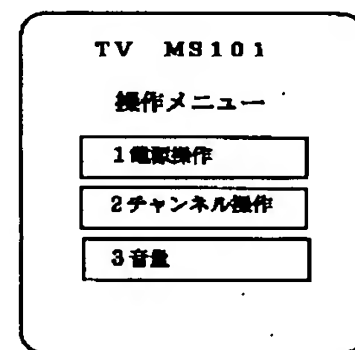 TV MS101
操作メニュー
1電源操作
2チャンネル操作
3音量